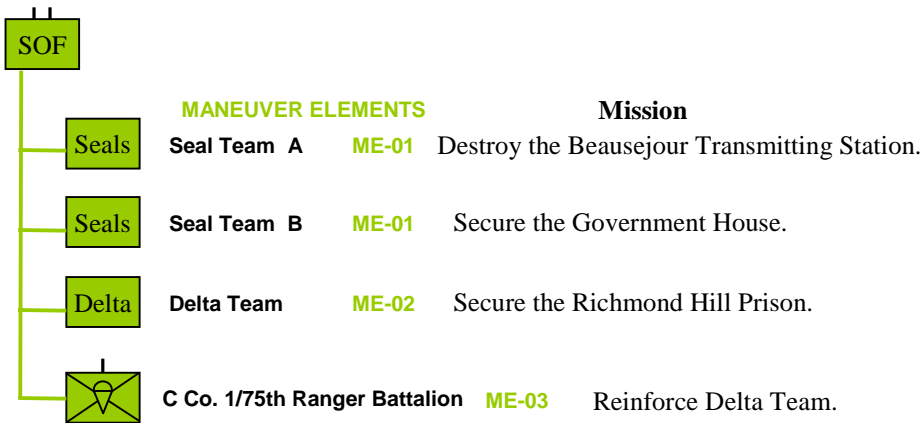 SOF
MANEUVER ELEMENTS Mission
Seals Seal Team A ME-01 Destroy the Beausejour Transmitting Station.
Seals Seal Team B ME-01 Secure the Government House.
Delta Delta Team ME-02 Secure the Richmond Hill Prison.
C Co. 1/75th Ranger Battalion ME-03 Reinforce Delta Team.